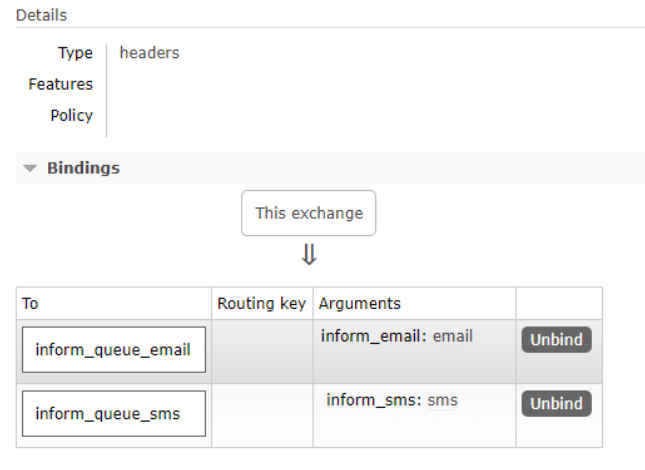 Details
Type headers
Features
Policy
Bindings
This exchange
To Routing key Arguments
inform_queue_email inform_email: email Unbind
inform_queue_sms inform_sms: sms Unbind